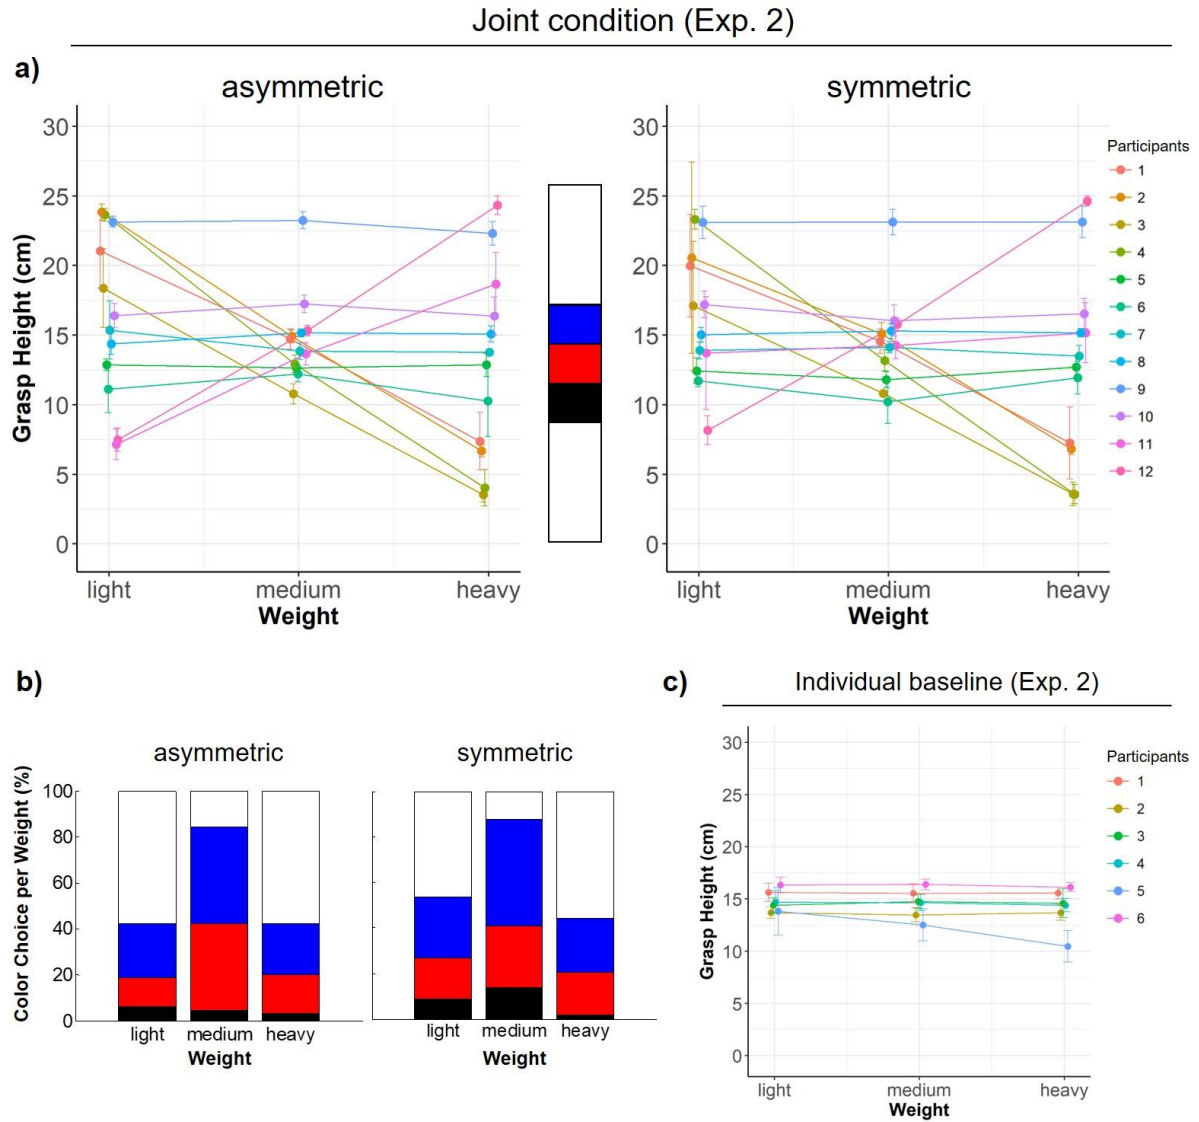 Joint condition (Exp. 2)
a)
asymmetric
symmetric
30
25
20
15
10
5
0
Grasp Height (cm)
light
medium
heavy
Weight
30
25
20
15
10
5
0
light
medium
heavy
Weight
Participants
1
2
3
4
5
6
7
8
9
10
11
12
b)
asymmetric
symmetric
Color Choice per Weight (%)
100
80
60
40
20
0
light
medium
heavy
Weight
light
medium
heavy
Weight
c)
Individual baseline (Exp. 2)
30
25
20
15
10
5
0
Grasp Height (cm)
light
medium
heavy
Weight
Participants
1
2
3
4
5
6